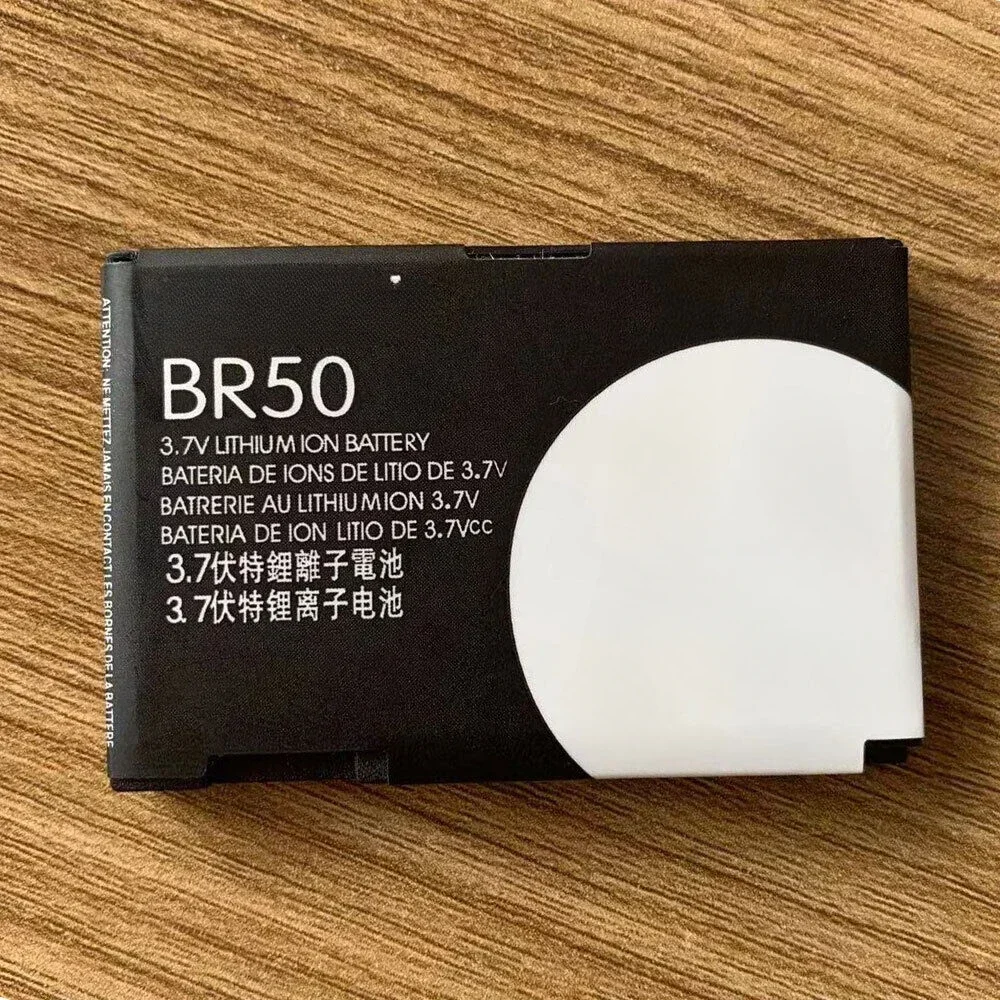 BR50
3.7V LITHIUM ION BATTERY
BATERIA DE IONS DE LITIO DE 3.7V
BATRERIE AU LITHIUMION 3.7V
BATERIA DE ION LITIO DE 3.7Vcc
3.7伏特鋰離子電池
3.7伏特锂离子电池
ATTENTION: NE METTEZ JAMAIS EN CONTACT LES BORNES DE LA BATTERE